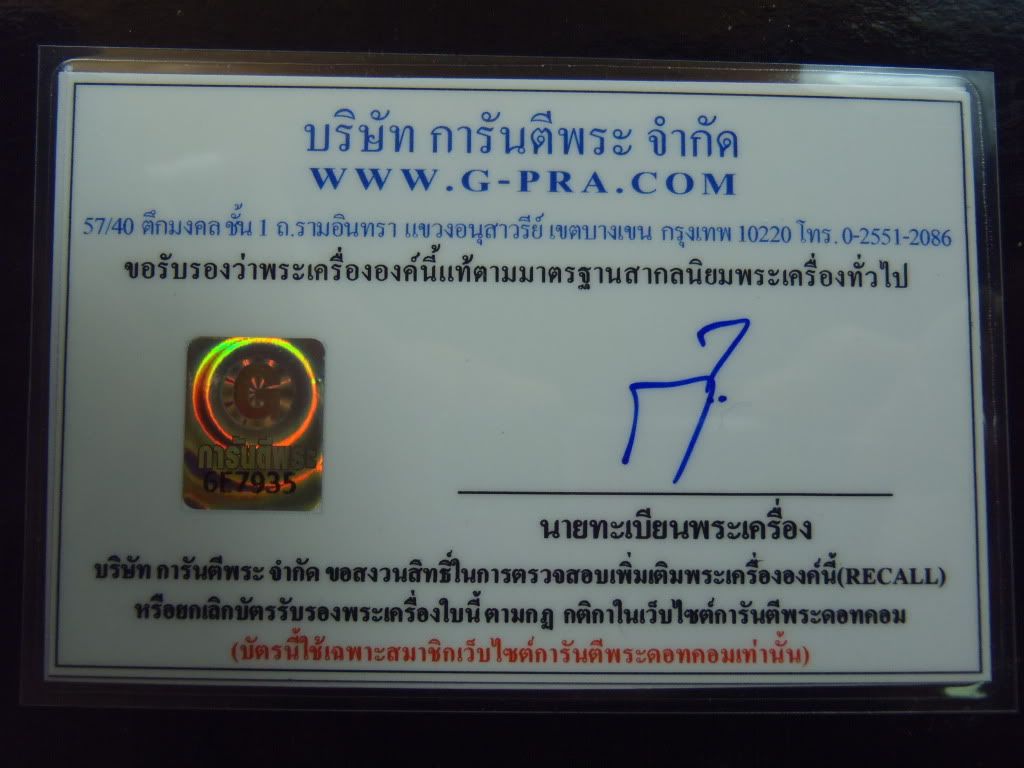 บริษัท การันตีพระ จำกัด
WWW.G-PRA.COM
57/40 ตึกมงคล ชั้น 1 ถ.รามอินทรา แขวงอนุสาวรีย์ เขตบางเขน กรุงเทพ 10220 โทร. 0-2551-2086
ขอรับรองว่าพระเครื่ององค์นี้แท้ตามมาตรฐานสากลนิยมพระเครื่องทั่วไป
G
การันตีพระ
6E7935
นายทะเบียนพระเครื่อง
บริษัท การันตีพระ จำกัด ขอสงวนสิทธิ์ในการตรวจสอบเพิ่มเติมพระเครื่ององค์นี้(RECALL)
หรือยกเลิกบัตรรับรองพระเครื่องใบนี้ ตามกฎ กติกาในเว็บไซต์การันตีพระดอทคอม
(บัตรนี้ใช้เฉพาะสมาชิกเว็บไซต์การันตีพระดอทคอมเท่านั้น)